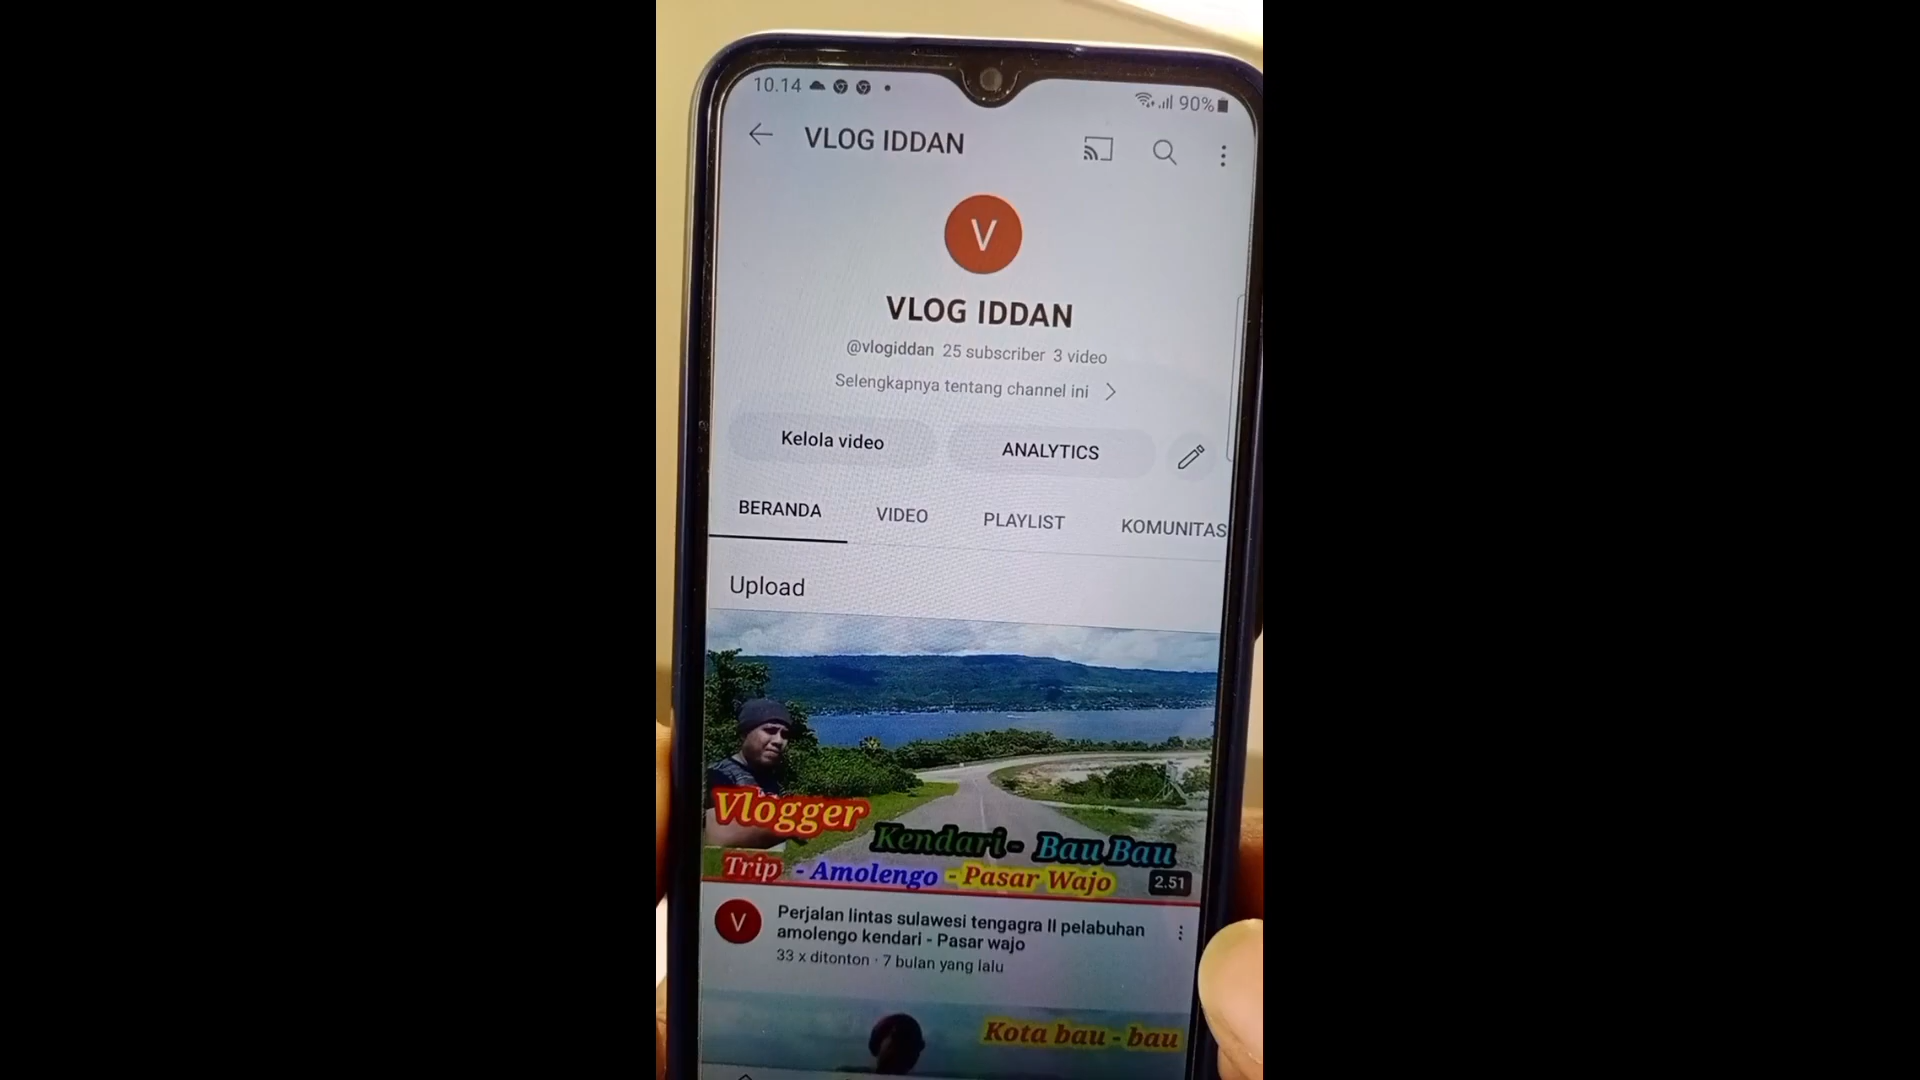 10.14
90%
VLOG IDDAN
V
VLOG IDDAN
@vlogiddan 25 subscriber 3 video
Selengkapnya tentang channel ini
Kelola video
ANALYTICS
BERANDA
VIDEO
PLAYLIST
KOMUNITAS
Upload
Vlogger
Kendari - Bau Bau
Trip - Amolengo - Pasar Wajo
2.51
V
Perjalan lintas sulawesi tengagra II pelabuhan
amolengo kendari - Pasar wajo
33 x ditonton · 7 bulan yang lalu
Kota bau - bau